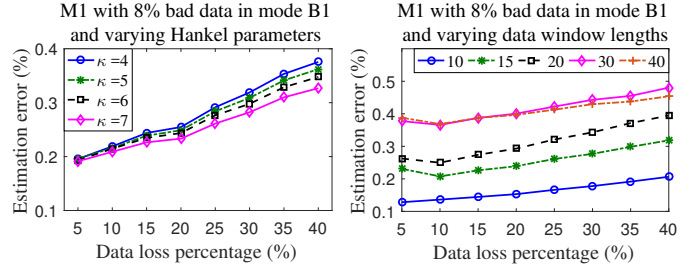 M1 with 8% bad data in mode B1
and varying Hankel parameters
Estimation error (%)
0.4
0.3
0.2
0.1
κ =4
κ =5
κ =6
κ =7
5 10 15 20 25 30 35 40
Data loss percentage (%)
M1 with 8% bad data in mode B1
and varying data window lengths
Estimation error (%)
0.5
0.4
0.3
0.2
0.1
10 15 20 30 40
5 10 15 20 25 30 35 40
Data loss percentage (%)